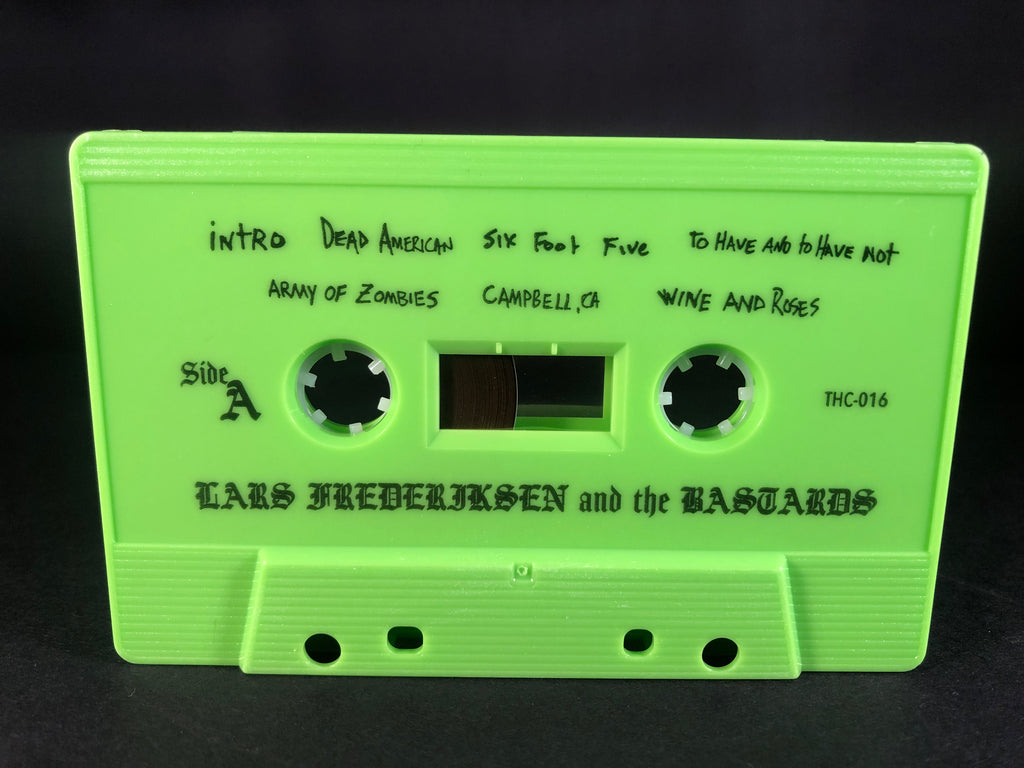 intro Dead American Six Foot Five to Have and to Have not
Army of Zombies Campbell, CA Wine and Roses
Side A
THC-016
LARS FREDERIKSEN and the BASTARDS